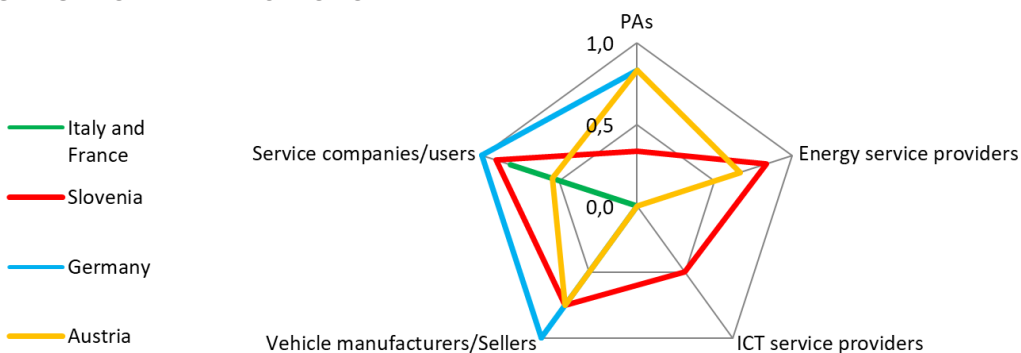 PAs
1,0
Italy and
France
0,5
Service companies/users
Energy service providers
Slovenia
0,0
Germany
Austria
Vehicle manufacturers/Sellers
ICT service providers